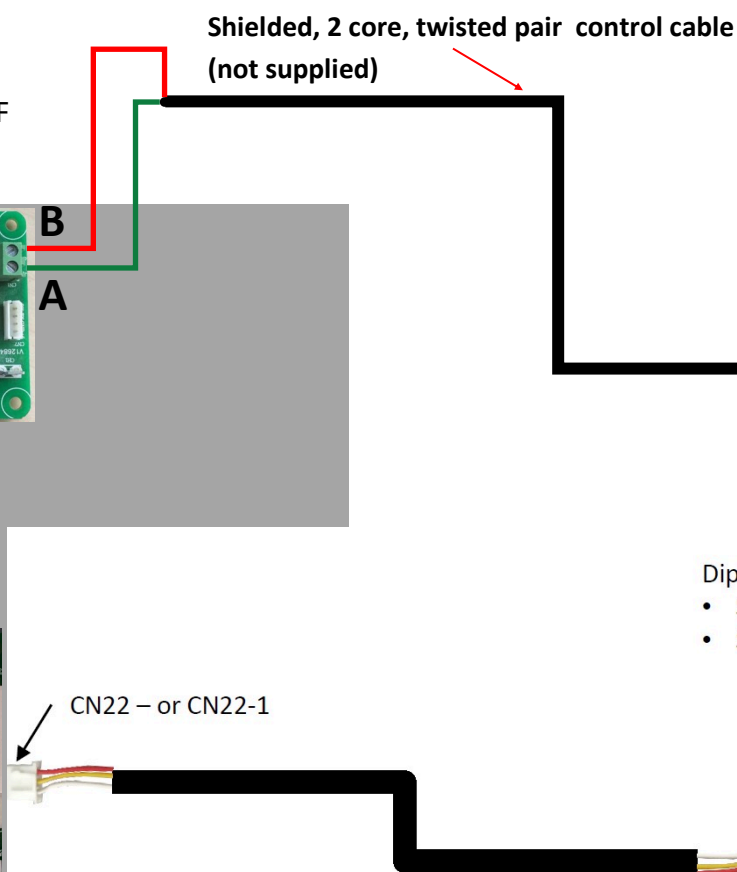 Shielded, 2 core, twisted pair control cable
(not supplied)
F
B
A
Dip
CN22 – or CN22-1